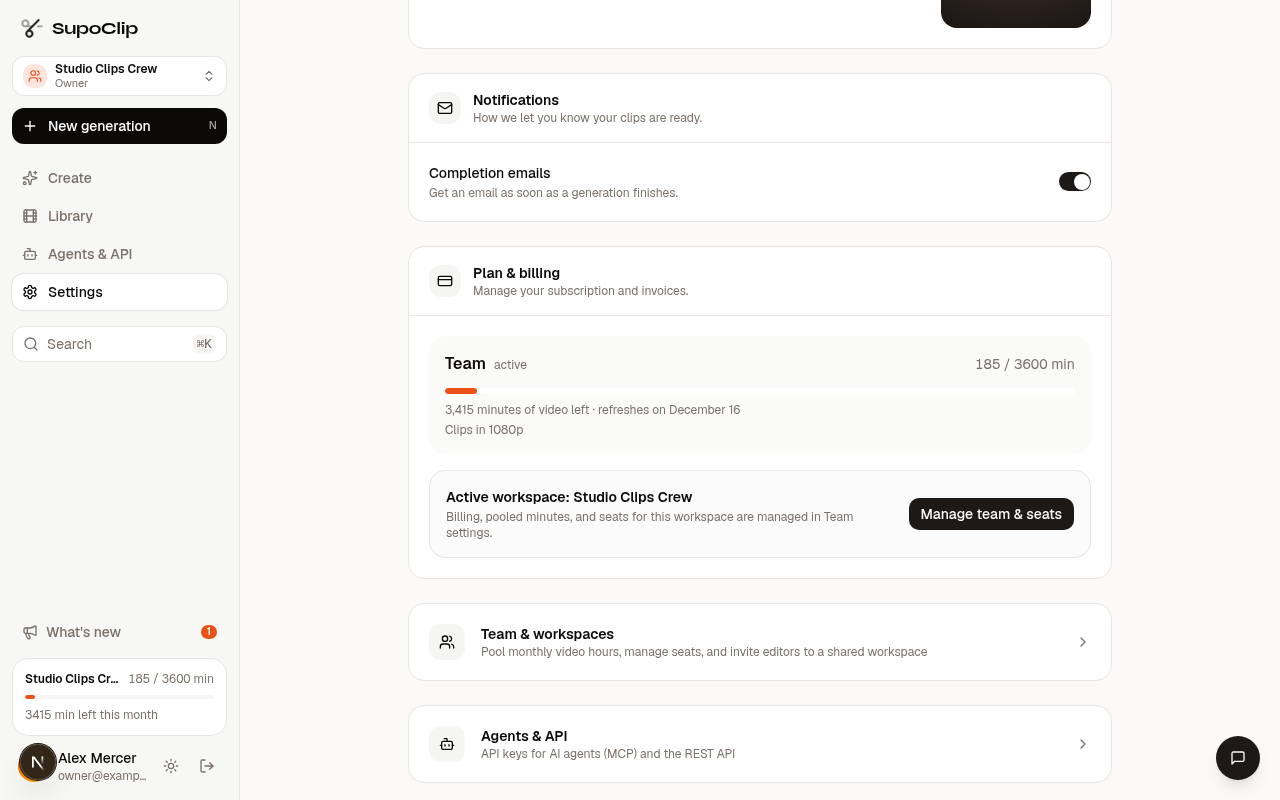 SupoClip
Studio Clips Crew
Owner
New generation
N
Create
Library
Agents & API
Settings
Search
⌘K
What's new
1
Studio Clips Cr...
185 / 3600 min
3415 min left this month
N
Alex Mercer
owner@examp...
Notifications
How we let you know your clips are ready.
Completion emails
Get an email as soon as a generation finishes.
Plan & billing
Manage your subscription and invoices.
Team
active
185 / 3600 min
3,415 minutes of video left · refreshes on December 16
Clips in 1080p
Active workspace: Studio Clips Crew
Billing, pooled minutes, and seats for this workspace are managed in Team
settings.
Manage team & seats
Team & workspaces
Pool monthly video hours, manage seats, and invite editors to a shared workspace
Agents & API
API keys for AI agents (MCP) and the REST API